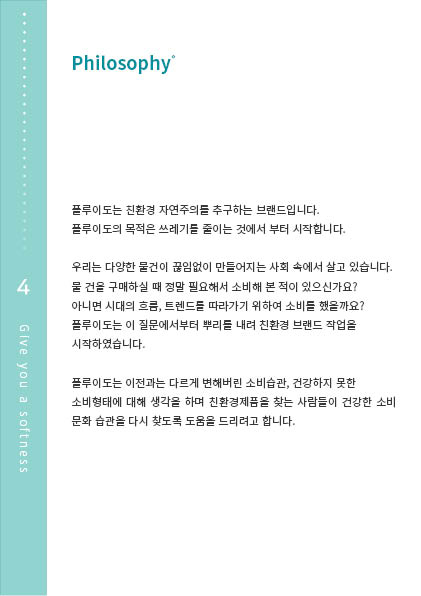 Philosophy°
플루이도는 친환경 자연주의를 추구하는 브랜드입니다.
플루이도의 목적은 쓰레기를 줄이는 것에서 부터 시작합니다.
우리는 다양한 물건이 끊임없이 만들어지는 사회 속에서 살고 있습니다.
물 건을 구매하실 때 정말 필요해서 소비해 본 적이 있으신가요?
아니면 시대의 흐름, 트렌드를 따라가기 위하여 소비를 했을까요?
플루이도는 이 질문에서부터 뿌리를 내려 친환경 브랜드 작업을
시작하였습니다.
플루이도는 이전과는 다르게 변해버린 소비습관, 건강하지 못한
소비형태에 대해 생각을 하며 친환경제품을 찾는 사람들이 건강한 소비
문화 습관을 다시 찾도록 도움을 드리려고 합니다.
4
Give you a softness